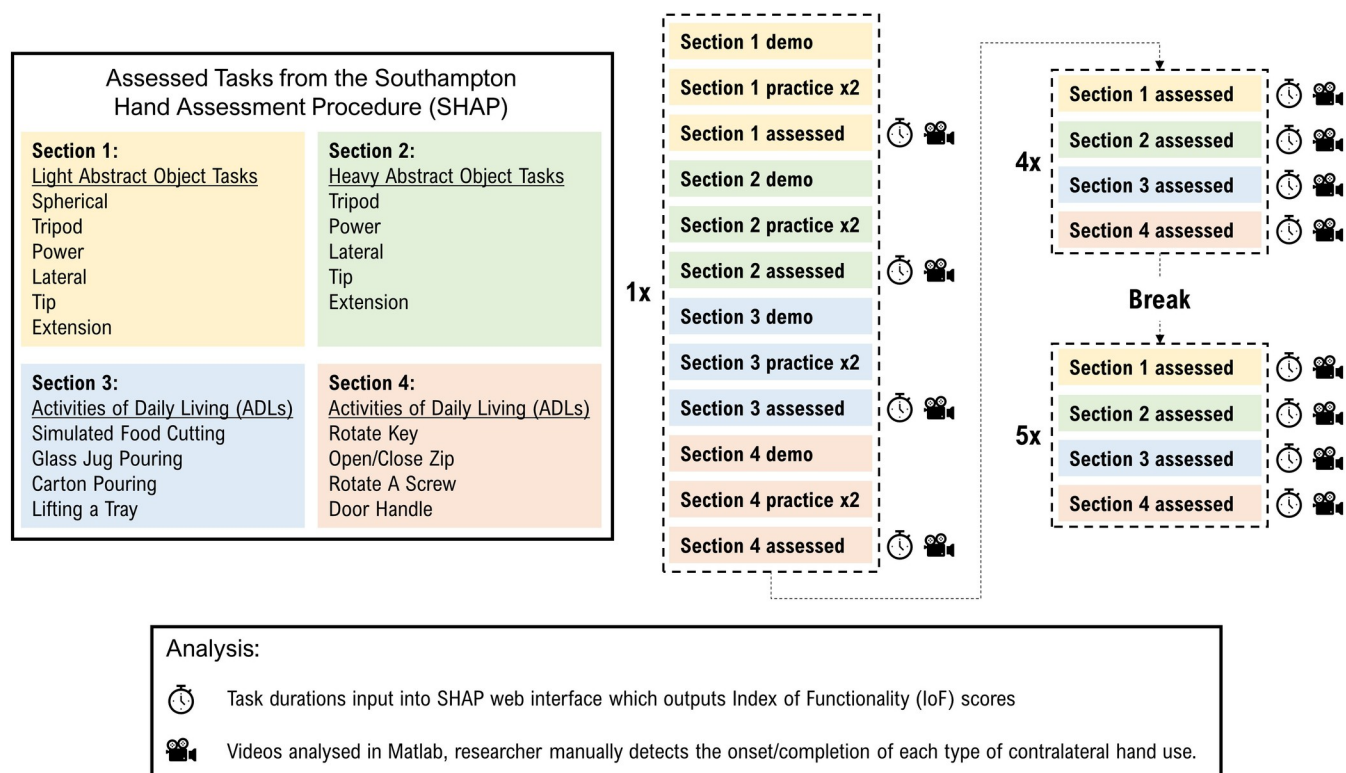 Assessed Tasks from the Southampton
Hand Assessment Procedure (SHAP)
Section 1:
Light Abstract Object Tasks
Spherical
Tripod
Power
Lateral
Tip
Extension
Section 2:
Heavy Abstract Object Tasks
Tripod
Power
Lateral
Tip
Extension
Section 3:
Activities of Daily Living (ADLs)
Simulated Food Cutting
Glass Jug Pouring
Carton Pouring
Lifting a Tray
Section 4:
Activities of Daily Living (ADLs)
Rotate Key
Open/Close Zip
Rotate A Screw
Door Handle
1x
Section 1 demo
Section 1 practice x2
Section 1 assessed
Section 2 demo
Section 2 practice x2
Section 2 assessed
Section 3 demo
Section 3 practice x2
Section 3 assessed
Section 4 demo
Section 4 practice x2
Section 4 assessed
4x
Section 1 assessed
Section 2 assessed
Section 3 assessed
Section 4 assessed
Break
5x
Section 1 assessed
Section 2 assessed
Section 3 assessed
Section 4 assessed
Analysis:
Task durations input into SHAP web interface which outputs Index of Functionality (IoF) scores
Videos analysed in Matlab, researcher manually detects the onset/completion of each type of contralateral hand use.